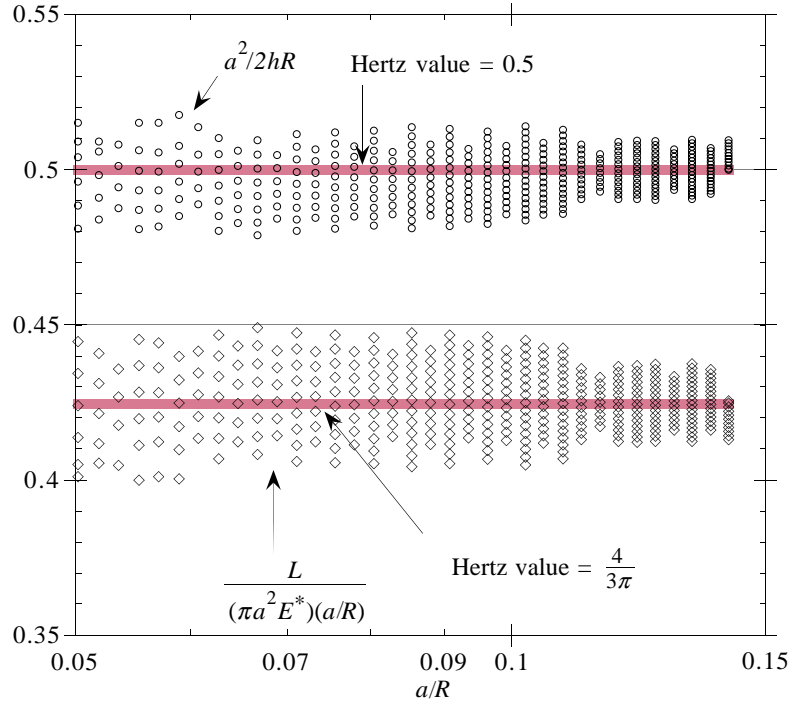 0.55
a²/2hR
Hertz value = 0.5
0.5
0.45
0.4
Hertz value = 4/3π
L
(πa²E*)(a/R)
0.35
0.05 0.07 0.09 0.1 0.15
a/R